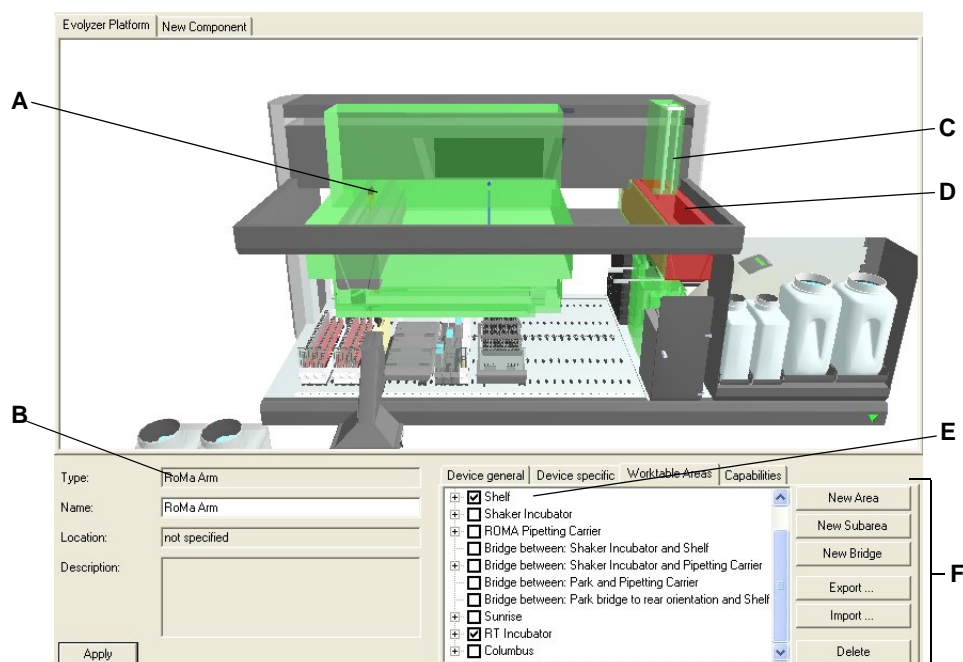 Evolyzer Platform
New Component
A
C
D
B
E
Type:
RoMa Arm
Name:
RoMa Arm
Location:
not specified
Description:
Apply
Device general
Device specific
Worktable Areas
Capabilities
Shelf
Shaker Incubator
ROMA Pipetting Carrier
Bridge between: Shaker Incubator and Shelf
Bridge between: Shaker Incubator and Pipetting Carrier
Bridge between: Park and Pipetting Carrier
Bridge between: Park bridge to rear orientation and Shelf
Sunrise
RT Incubator
Columbus
New Area
New Subarea
New Bridge
Export ...
Import ...
Delete
F